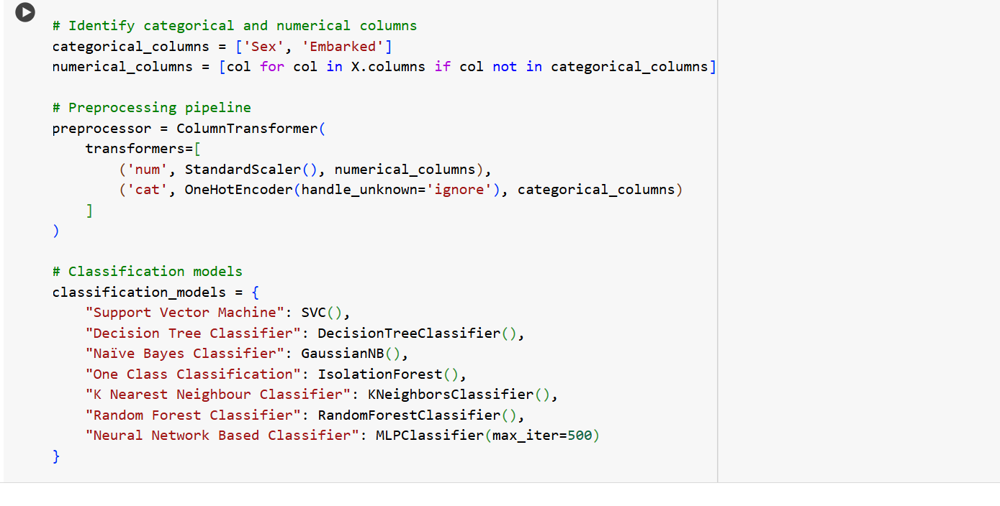 # Identify categorical and numerical columns
categorical_columns = ['Sex', 'Embarked']
numerical_columns = [col for col in X.columns if col not in categorical_columns]
# Preprocessing pipeline
preprocessor = ColumnTransformer(
    transformers=[
        ('num', StandardScaler(), numerical_columns),
        ('cat', OneHotEncoder(handle_unknown='ignore'), categorical_columns)
    ]
)
# Classification models
classification_models = {
    "Support Vector Machine": SVC(),
    "Decision Tree Classifier": DecisionTreeClassifier(),
    "Naïve Bayes Classifier": GaussianNB(),
    "One Class Classification": IsolationForest(),
    "K Nearest Neighbour Classifier": KNeighborsClassifier(),
    "Random Forest Classifier": RandomForestClassifier(),
    "Neural Network Based Classifier": MLPClassifier(max_iter=500)
}